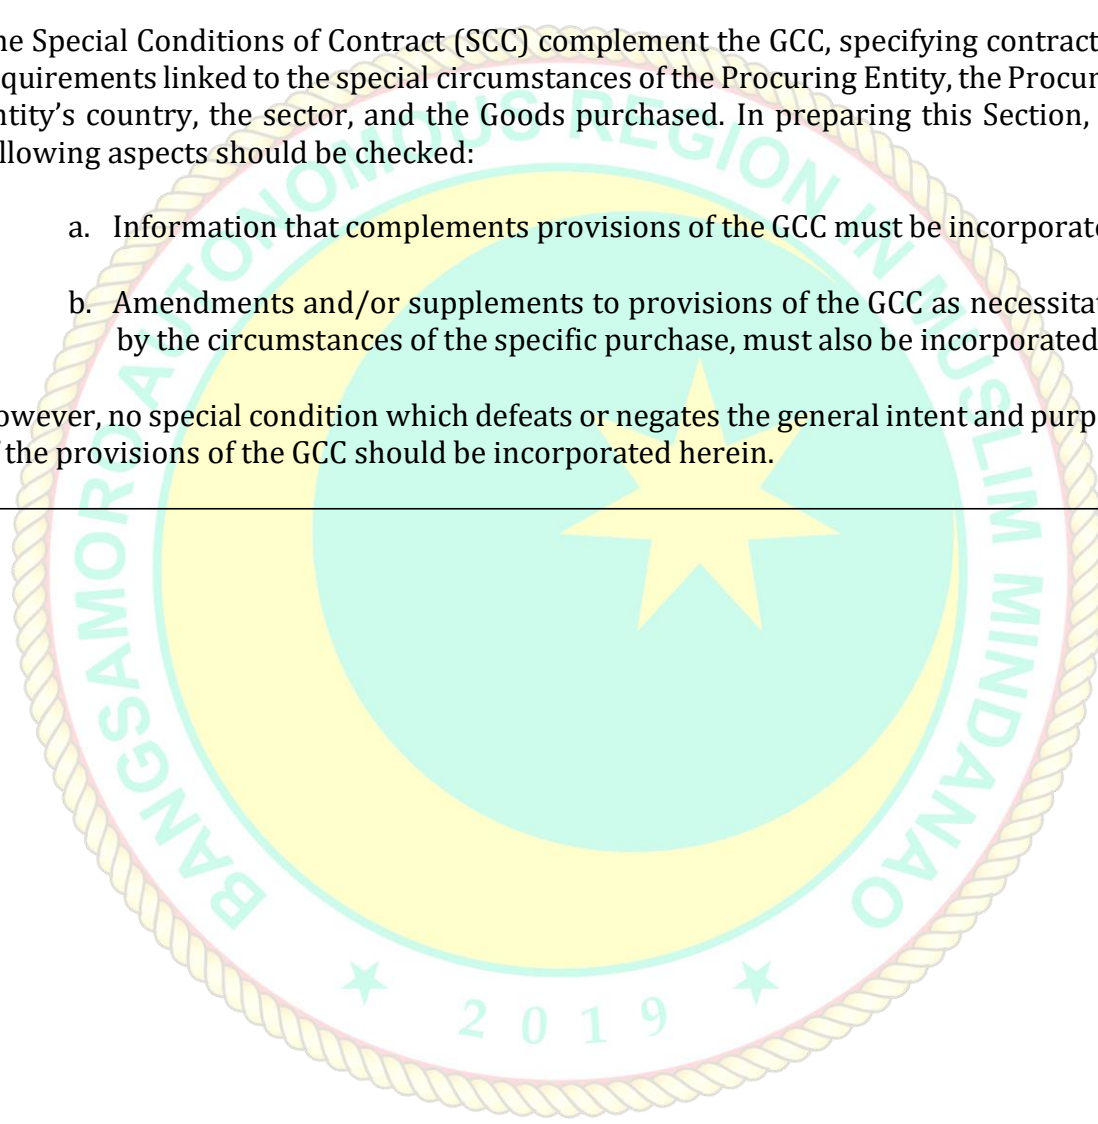 he Special Conditions of Contract (SCC) complement the GCC, specifying contract
quirements linked to the special circumstances of the Procuring Entity, the Procur
ntity’s country, the sector, and the Goods purchased. In preparing this Section,
llowing aspects should be checked:
a. Information that complements provisions of the GCC must be incorporate
b. Amendments and/or supplements to provisions of the GCC as necessitat
by the circumstances of the specific purchase, must also be incorporated
owever, no special condition which defeats or negates the general intent and purp
f the provisions of the GCC should be incorporated herein.
BANGSAMORO AUTONOMOUS REGION IN MUSLIM MINDANAO
2019